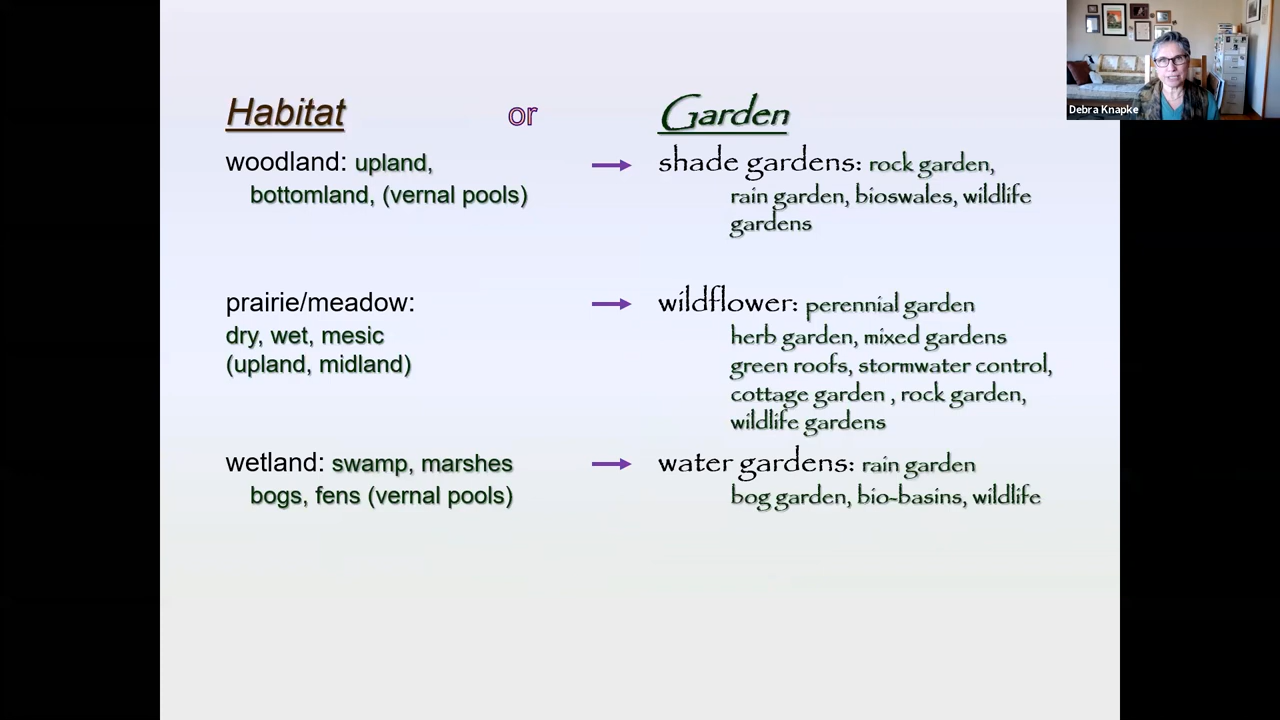 Habitat or Garden
woodland: upland, shade gardens: rock garden,
bottomland, (vernal pools) rain garden, bioswales, wildlife
gardens
prairie/meadow: wildflower: perennial garden
dry, wet, mesic herb garden, mixed gardens
(upland, midland) green roofs, stormwater control,
cottage garden , rock garden,
wildlife gardens
wetland: swamp, marshes water gardens: rain garden
bogs, fens (vernal pools) bog garden, bio-basins, wildlife
Debra Knapke